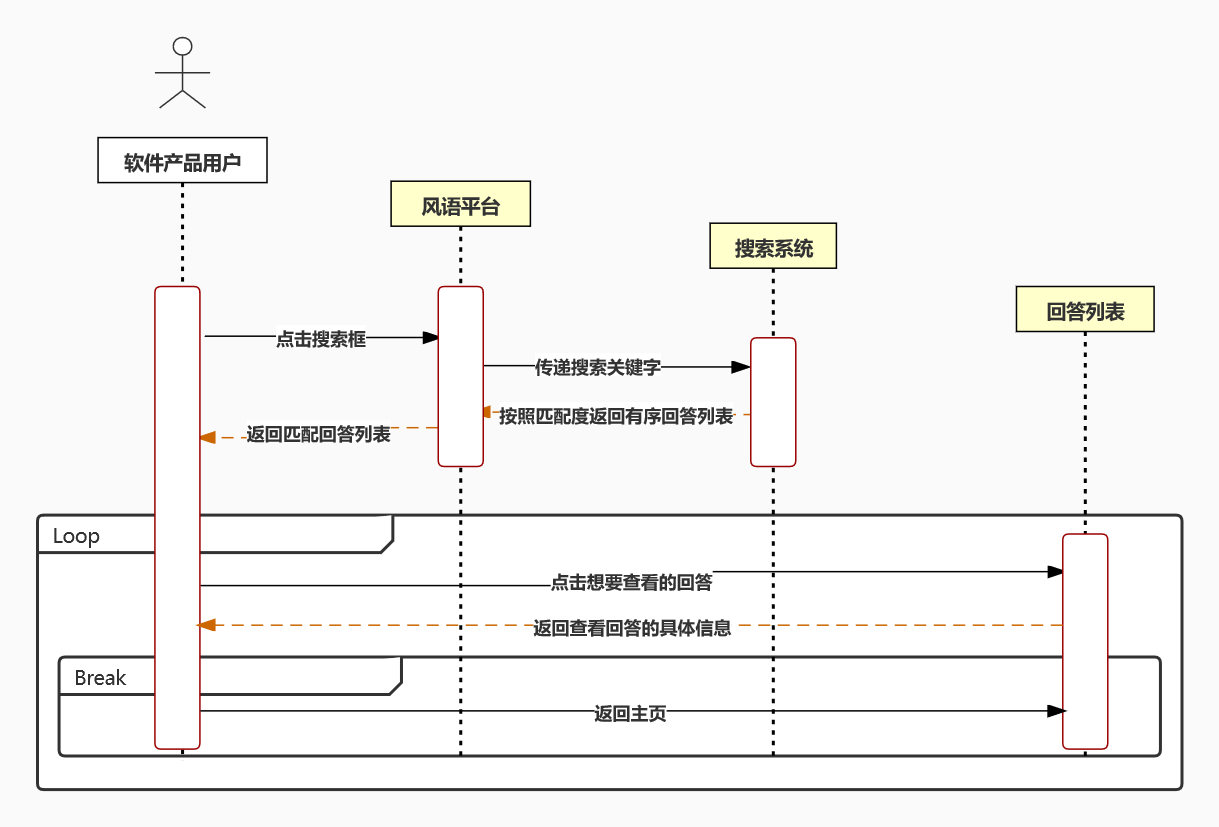 软件产品用户
风语平台
搜索系统
回答列表
点击搜索框
传递搜索关键字
按照匹配度返回有序回答列表
返回匹配回答列表
Loop
点击想要查看的回答
返回查看回答的具体信息
Break
返回主页